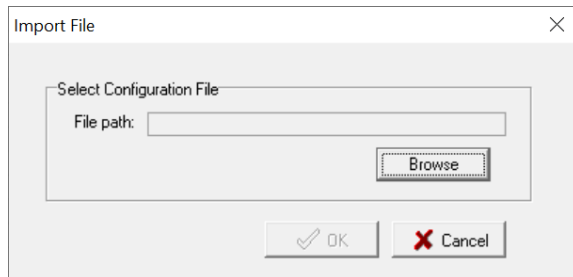 Import File
Select Configuration File
File path:
Browse
OK Cancel